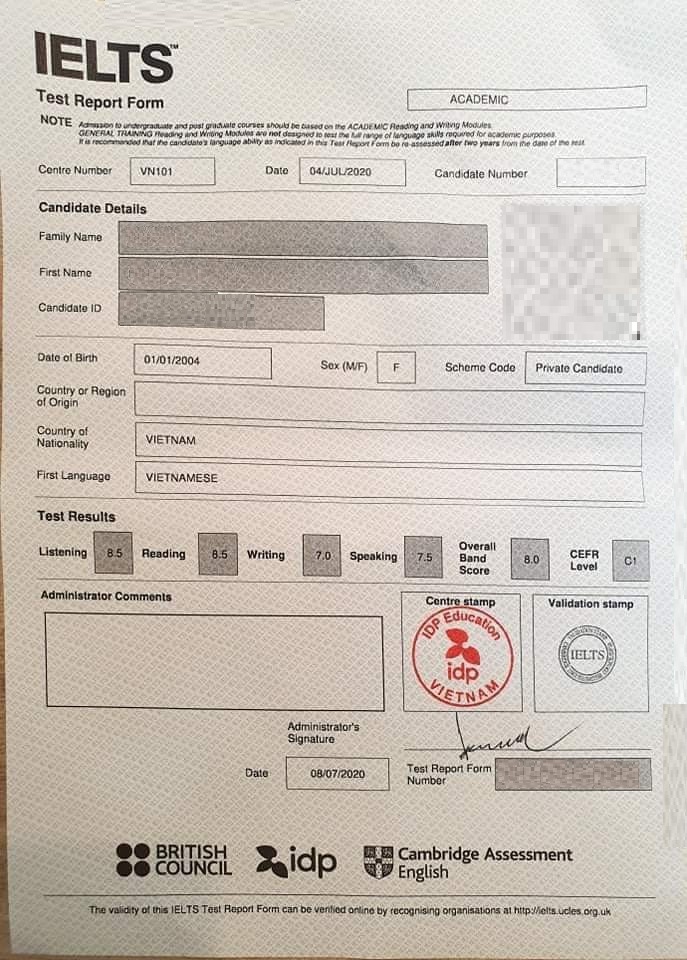 IELTS™
Test Report Form
ACADEMIC
NOTE Admission to undergraduate and post graduate courses should be based on the ACADEMIC Reading and Writing Modules.
GENERAL TRAINING Reading and Writing Modules are not designed to test the full range of language skills required for academic purposes.
It is recommended that the candidate's language ability as indicated in this Test Report Form be re-assessed after two years from the date of the test.
Centre Number VN101 Date 04/JUL/2020 Candidate Number
Candidate Details
Family Name
First Name
Candidate ID
Date of Birth 01/01/2004 Sex (M/F) F Scheme Code Private Candidate
Country or Region
of Origin
Country of
Nationality VIETNAM
First Language VIETNAMESE
Test Results
Listening 8.5 Reading 8.5 Writing 7.0 Speaking 7.5 Overall Band Score 8.0 CEFR Level C1
Administrator Comments
Centre stamp
Validation stamp
IDP Education
idp
VIETNAM
IELTS
Administrator's
Signature
Date 08/07/2020
Test Report Form
Number
BRITISH
COUNCIL
idp
Cambridge Assessment
English
The validity of this IELTS Test Report Form can be verified online by recognising organisations at http://ielts.ucles.org.uk